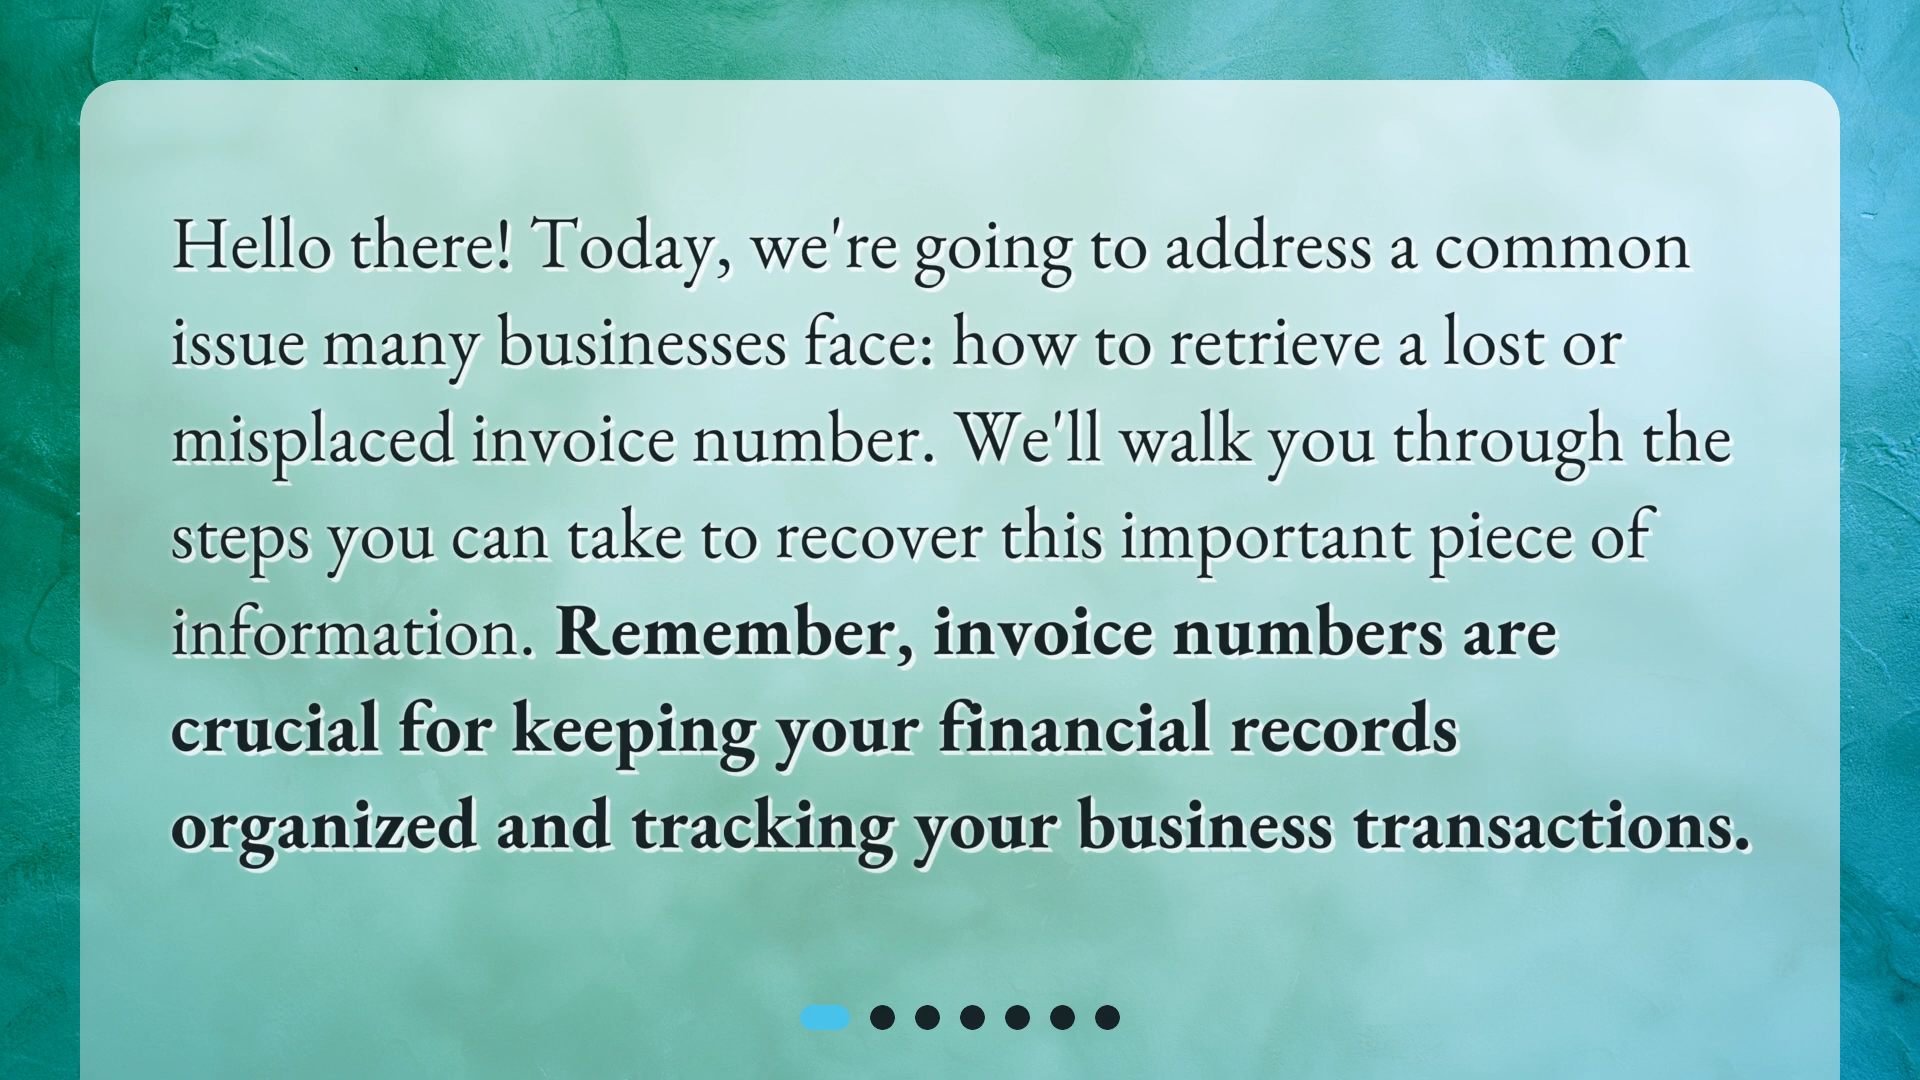 Hello there! Today, we're going to address a common
issue many businesses face: how to retrieve a lost or
misplaced invoice number. We'll walk you through the
steps you can take to recover this important piece of
information. Remember, invoice numbers are
crucial for keeping your financial records
organized and tracking your business transactions.